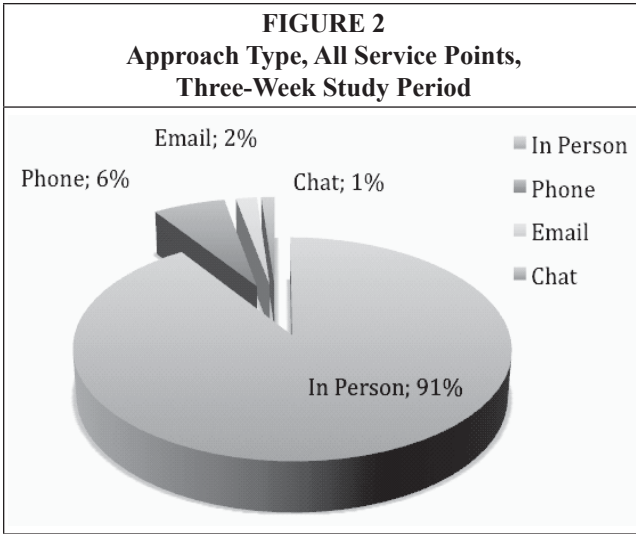 FIGURE 2
Approach Type, All Service Points,
Three-Week Study Period
Email; 2%
Phone; 6%
Chat; 1%
In Person; 91%
In Person
Phone
Email
Chat